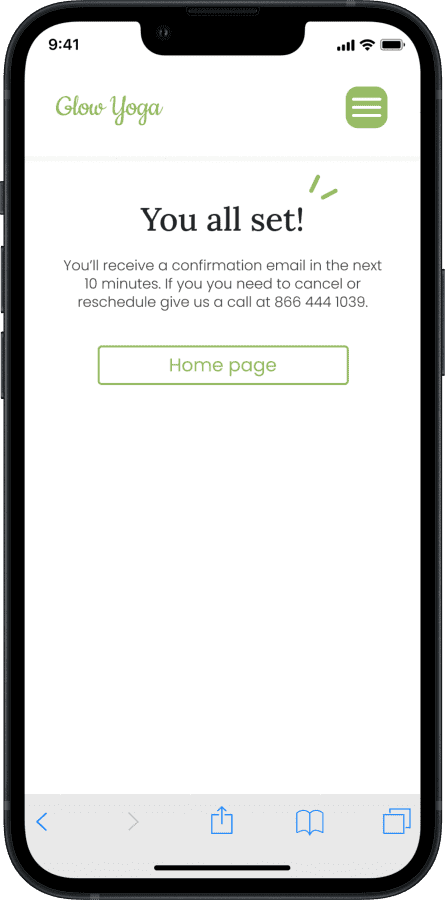 9:41
Glow Yoga
You all set!
You’ll receive a confirmation email in the next
10 minutes. If you you need to cancel or
reschedule give us a call at 866 444 1039.
Home page